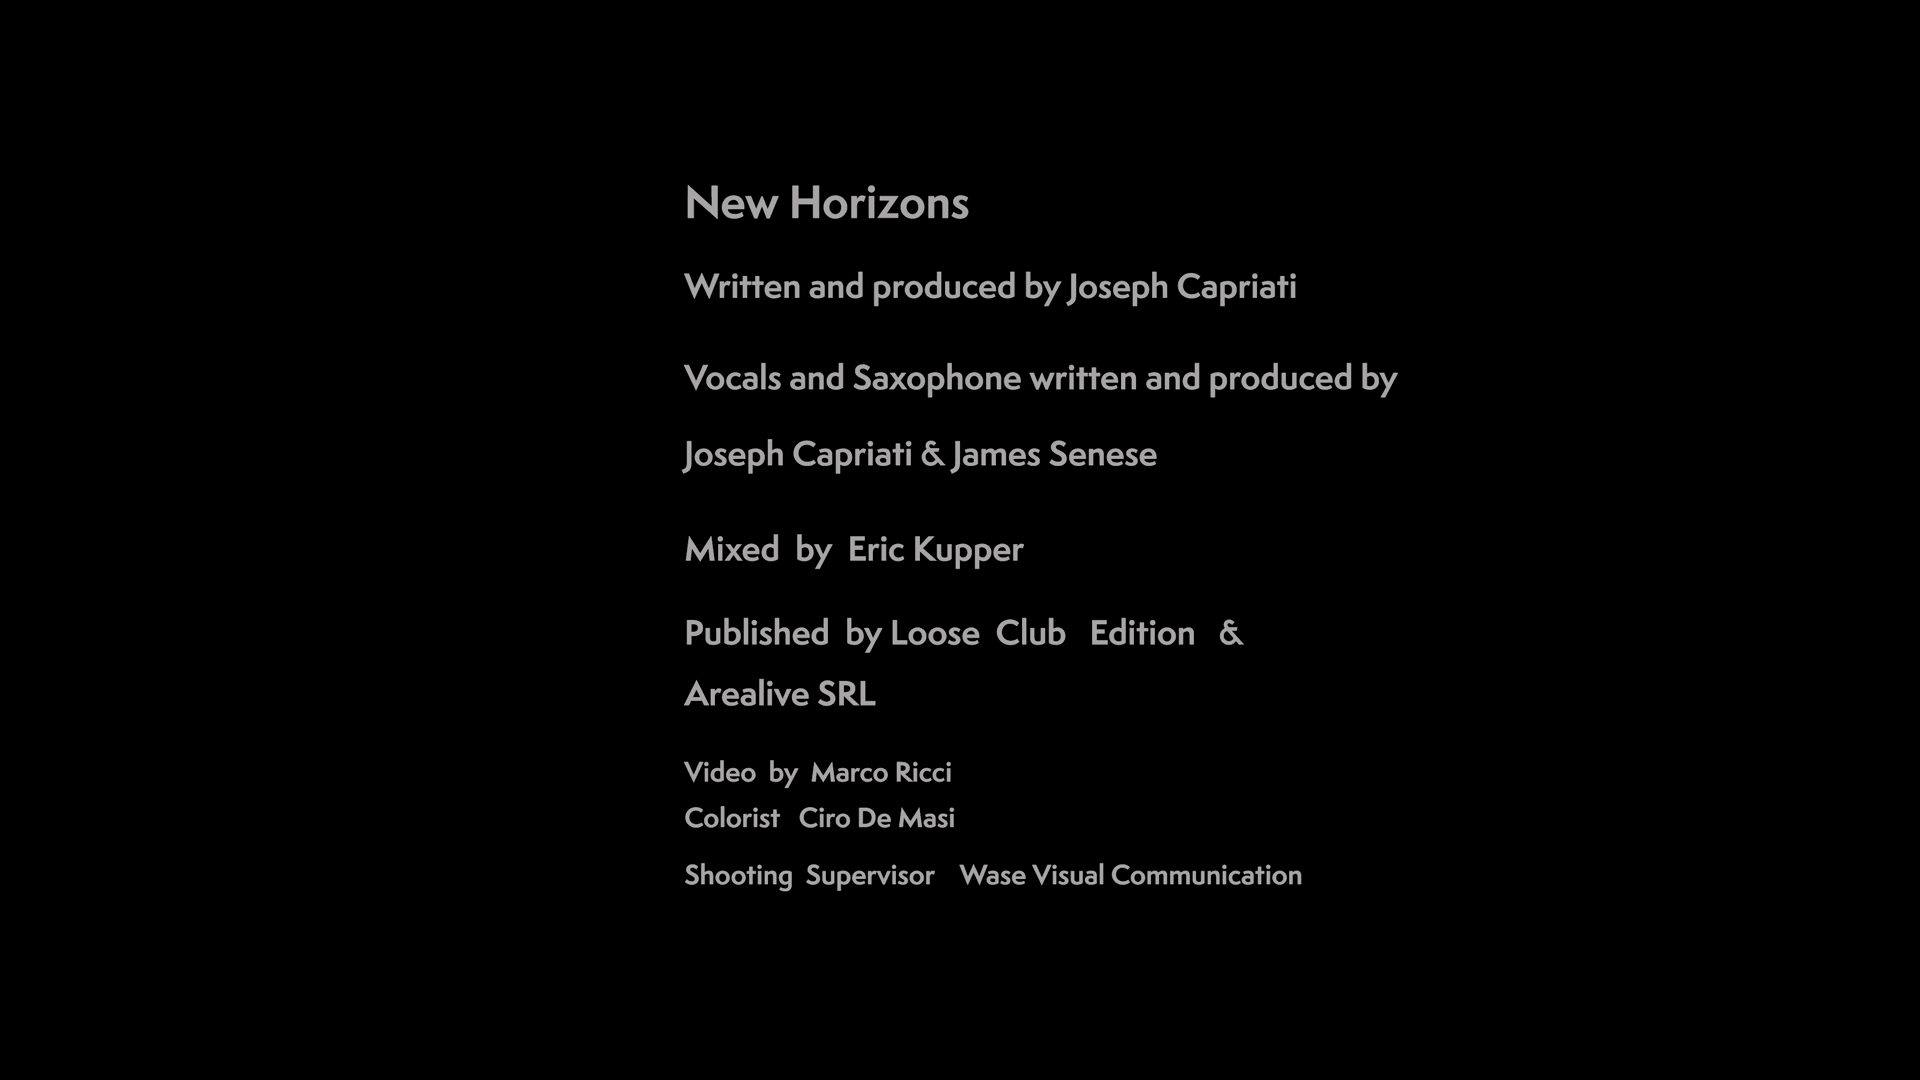 New Horizons
Written and produced by Joseph Capriati
Vocals and Saxophone written and produced by
Joseph Capriati & James Senese
Mixed by Eric Kupper
Published by Loose Club Edition &
Arealive SRL
Video by Marco Ricci
Colorist Ciro De Masi
Shooting Supervisor Wase Visual Communication